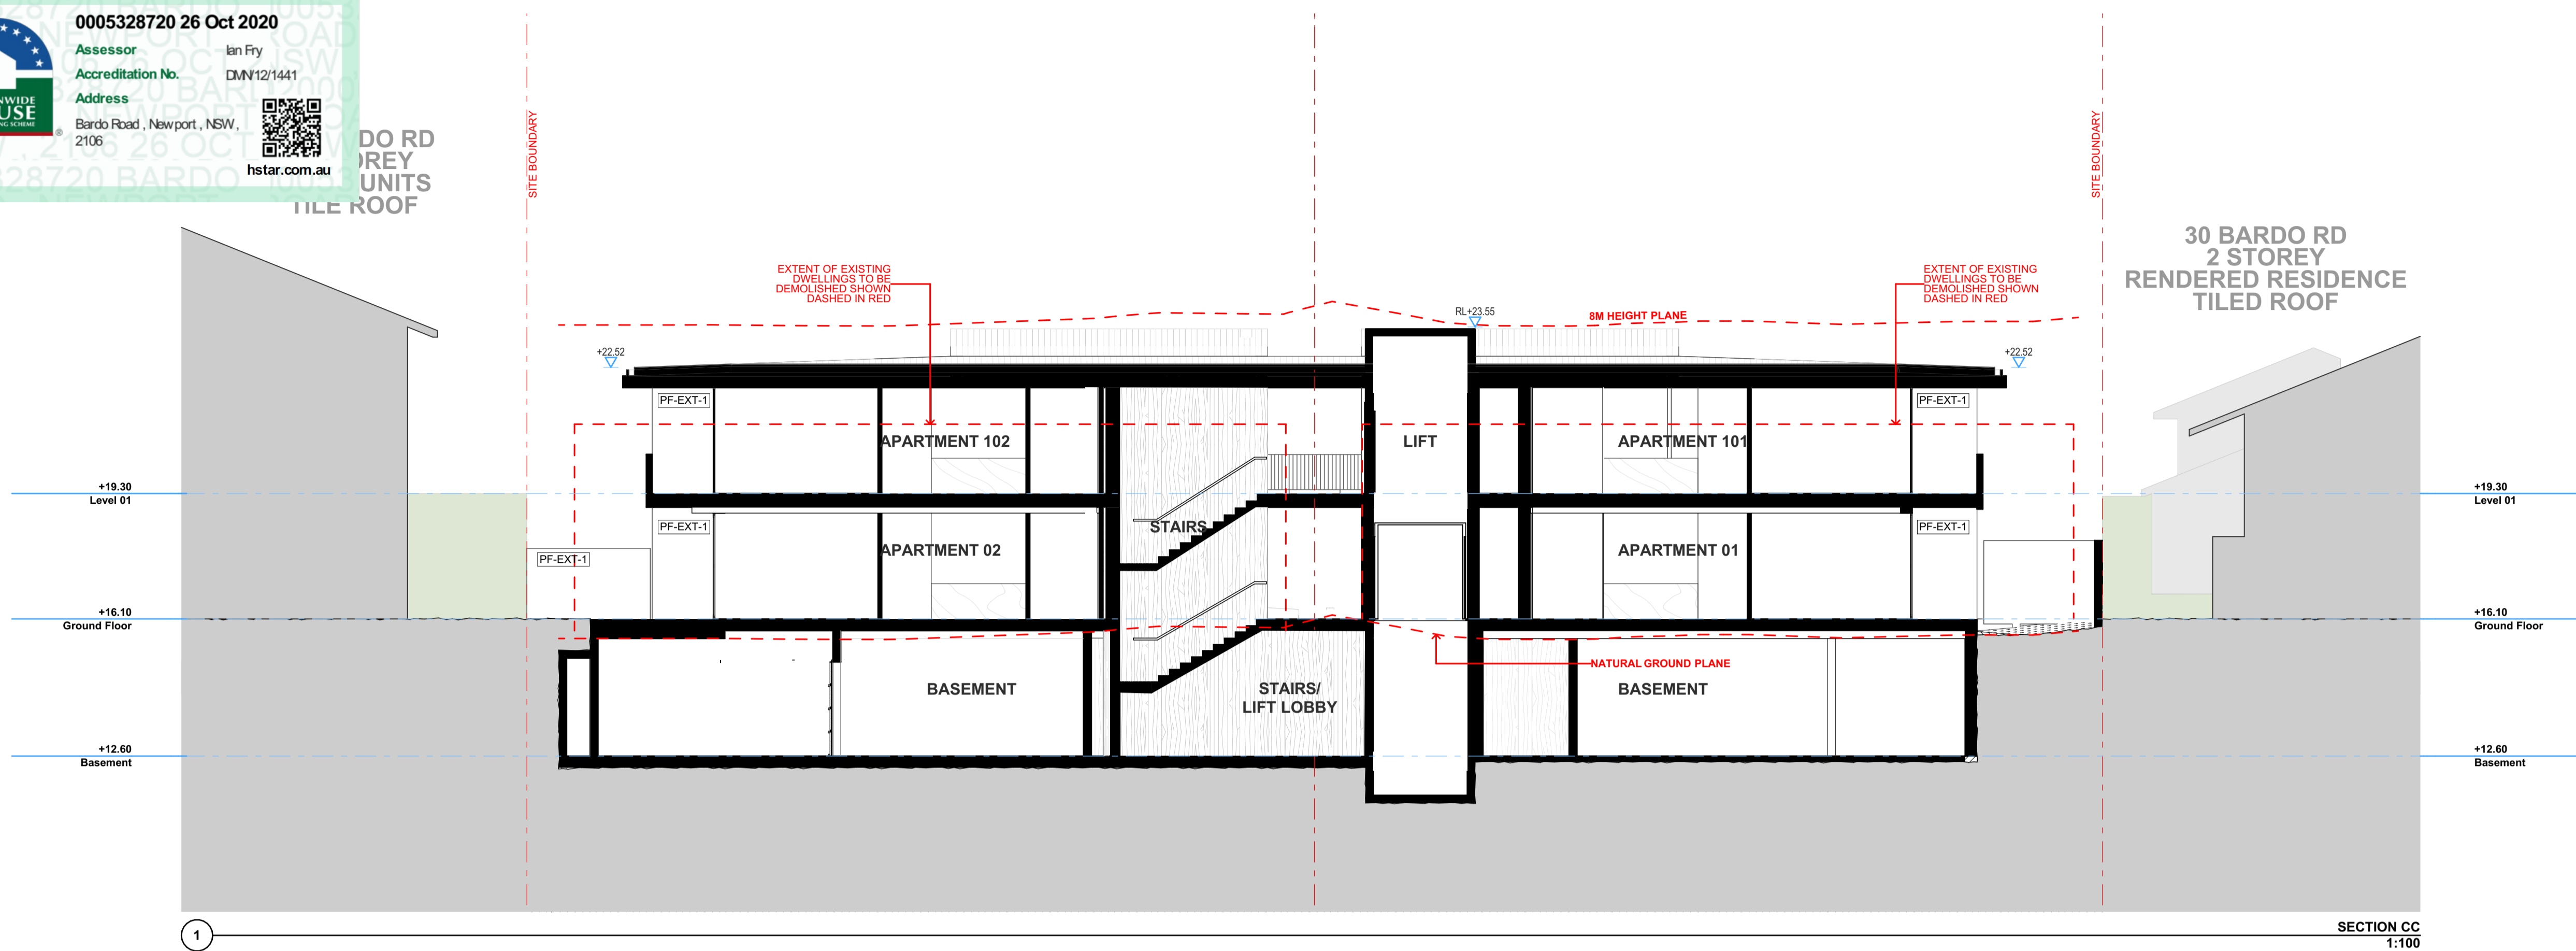 0005328720 26 Oct 2020
Assessor Ian Fry
Accreditation No. DMN/12/1441
Address
Bardo Road , Newport , NSW ,
2106
hstar.com.au
UNITS
TILE ROOF
SITE BOUNDARY
SITE BOUNDARY
30 BARDO RD
2 STOREY
RENDERED RESIDENCE
TILED ROOF
EXTENT OF EXISTING
DWELLINGS TO BE
DEMOLISHED SHOWN
DASHED IN RED
EXTENT OF EXISTING
DWELLINGS TO BE
DEMOLISHED SHOWN
DASHED IN RED
RL+23.55
8M HEIGHT PLANE
+22.52
+22.52
PF-EXT-1
PF-EXT-1
APARTMENT 102
LIFT
APARTMENT 101
+19.30
Level 01
+19.30
Level 01
PF-EXT-1
STAIRS
PF-EXT-1
PF-EXT-1
APARTMENT 02
APARTMENT 01
+16.10
Ground Floor
+16.10
Ground Floor
NATURAL GROUND PLANE
BASEMENT
STAIRS/
LIFT LOBBY
BASEMENT
+12.60
Basement
+12.60
Basement
1
SECTION CC
1:100